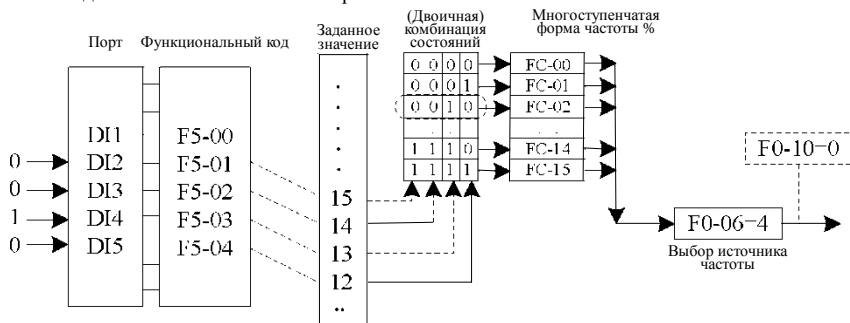 Порт
Функциональный код
Заданное
значение
(Двоичная)
комбинация
состояний
Многоступенчатая
форма частоты %
0 0 0 0 FC-00
0 0 0 1 FC-01
0 0 1 0 FC-02
. . . . . .
1 1 1 0 FC-14
1 1 1 1 FC-15
DI1 F5-00
0 DI2 F5-01
0 DI3 F5-02
1 DI4 F5-03
0 DI5 F5-04
15
14
13
12
..
F0-10=0
F0-06=4
Выбор источника
частоты